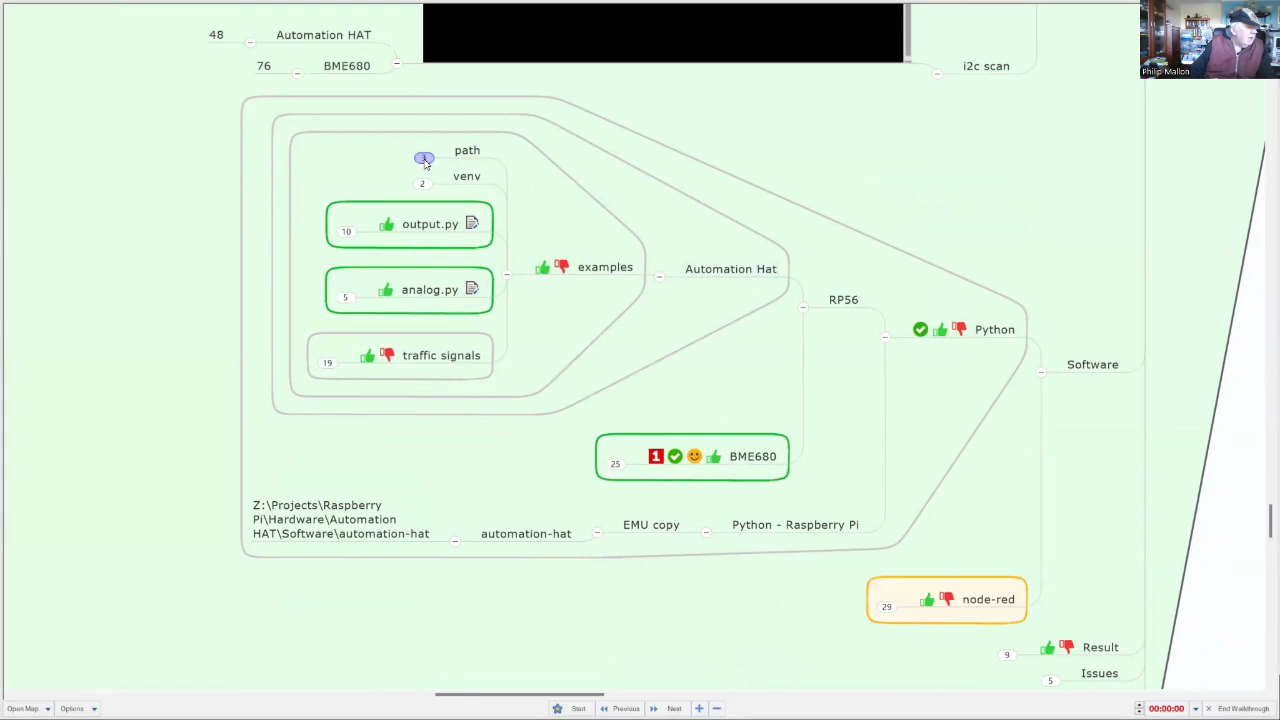 48
Automation HAT
76
BME680
i2c scan
Philip Mallon
path
3
venv
2
output.py
10
examples
Automation Hat
analog.py
5
RP56
Python
traffic signals
19
Software
1
BME680
25
Z:\Projects\Raspberry
Pi\Hardware\Automation
HAT\Software\automation-hat
automation-hat
EMU copy
Python - Raspberry Pi
node-red
29
Result
9
Issues
5
Open Map
Options
Start
Previous
Next
00:00:00
End Walkthrough